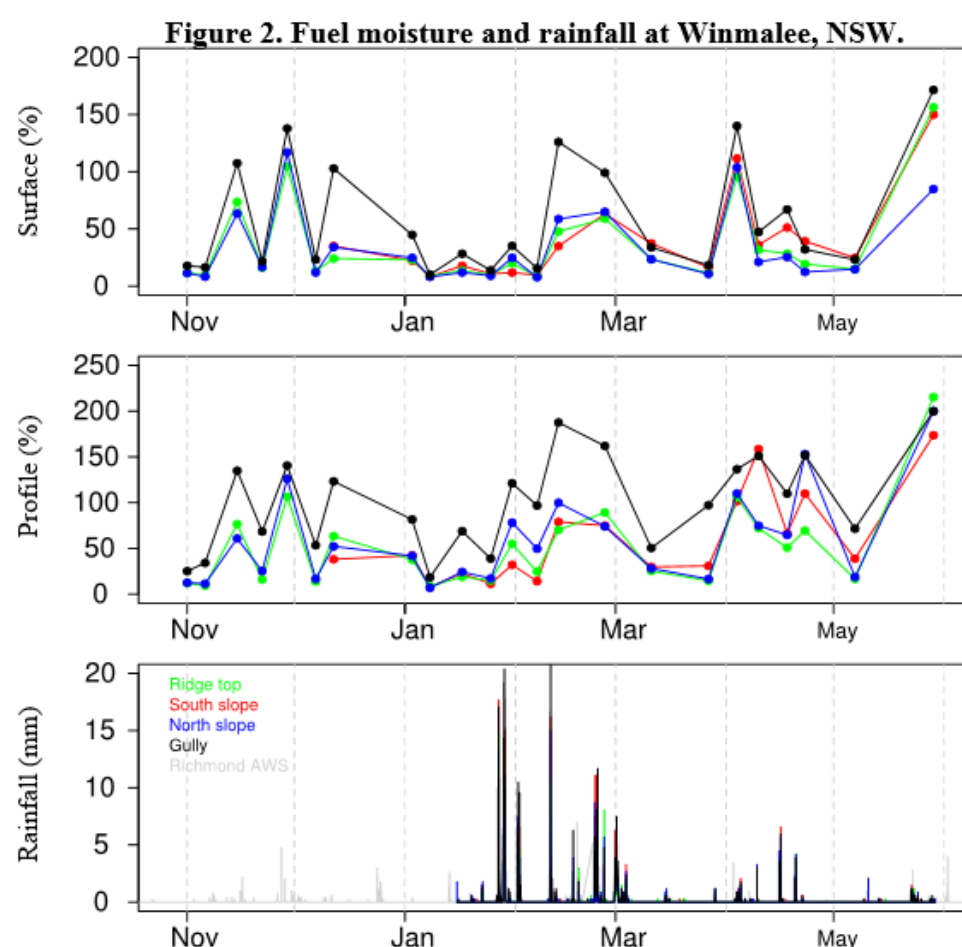 Figure 2. Fuel moisture and rainfall at Winmalee, NSW.
Surface (%)
200
150
100
50
0
Nov Jan Mar May
Profile (%)
250
200
150
100
50
0
Nov Jan Mar May
Rainfall (mm)
20
15
10
5
0
Ridge top
South slope
North slope
Gully
Richmond AWS
Nov Jan Mar May